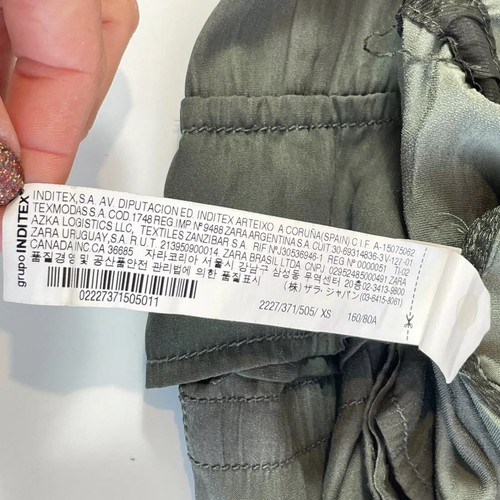 grupo INDITEX
INDITEX,S.A. AV. DIPUTACION ED. INDITEX ARTEIXO A CORUÑA(SPAIN) C.I.F. A-15075062
TEXMODAS S.A. COD.1748 REG.IMP Nº 9488 ZARA ARGENTINA S.A. CUIT 30-69314836-3 V-127-01
AZKA LOGISTICS LLC, TEXTILES ZANZIBAR S.A. RIF Nº J30536946-1 REG Nº 0000051 TI-02
ZARA URUGUAY,S.A. R.U.T. 213950900014 ZARA BRASIL LTDA. CNPJ 02952485000491 ZARA
CANADA INC. CA 36685 자라코리아 서울시 강남구 삼성동 무역센터 20층 02-3413-9800
품질경영 및 공산품안전 관리법에 의한 품질표시 (株) ザラ・ジャパン (03-6415-8061)
02227371505011
2227/371/505/ XS 160/80A